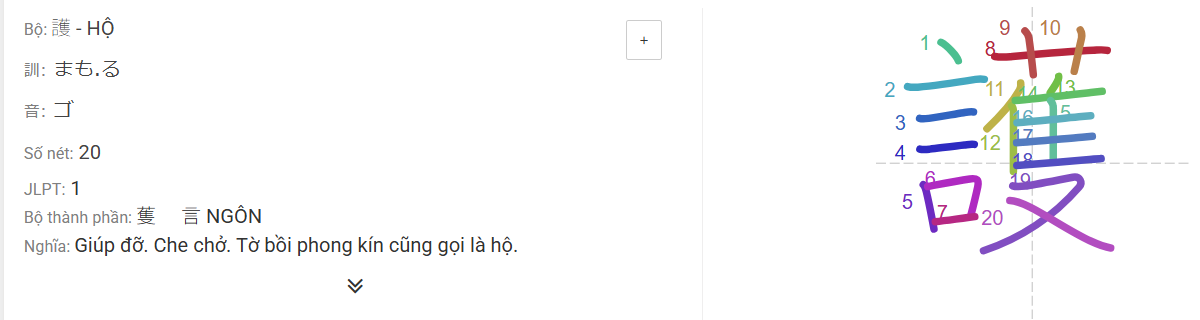 Bộ: 護 - HỘ
+
訓: まも.る
音: ゴ
Số nét: 20
JLPT: 1
Bộ thành phần: 蒦 言 NGÔN
Nghĩa: Giúp đỡ. Che chở. Tờ bồi phong kín cũng gọi là hộ.
護
1
2
3
4
5
6
7
8
9
10
11
12
13
14
15
16
17
18
19
20